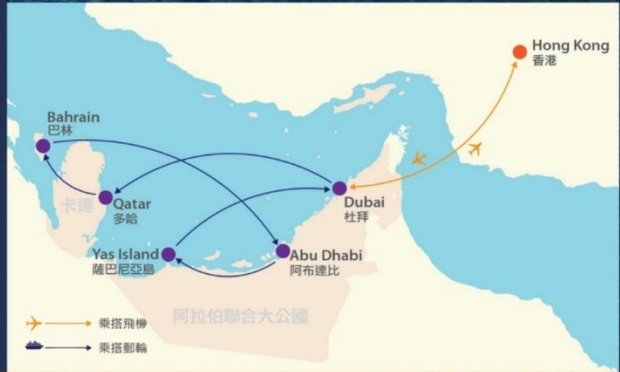 Hong Kong
香港
Bahrain
巴林
卡達
Qatar
多哈
Dubai
杜拜
Yas Island
薩巴尼亞島
Abu Dhabi
阿布達比
阿拉伯聯合大公國
乘搭飛機
乘搭郵輪